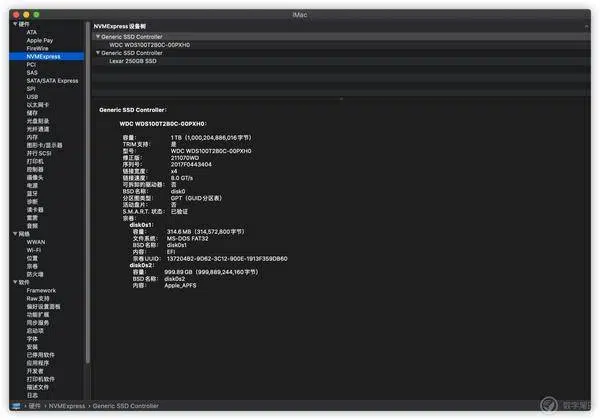 iMac
硬件
ATA
Apple Pay
FireWire
NVMExpress
PCI
SAS
SATA/SATA Express
SPI
USB
以太网卡
储存
光盘刻录
光纤通道
内存
图形卡/显示器
并行 SCSI
打印机
控制器
摄像头
电源
蓝牙
诊断
读卡器
雷雳
音频
网络
WWAN
Wi-Fi
位置
宗卷
防火墙
软件
Framework
Raw 支持
偏好设置面板
功能扩展
同步服务
启动项
字体
安装
已停用软件
应用程序
开发者
打印机软件
描述文件
日志
NVMExpress 设备树
Generic SSD Controller
WDC WDS100T2B0C-00PXH0
Generic SSD Controller
Lexar 250GB SSD
Generic SSD Controller:
WDC WDS100T2B0C-00PXH0:
容量: 1 TB (1,000,204,886,016 字节)
TRIM 支持: 是
型号: WDC WDS100T2B0C-00PXH0
修正版: 211070WD
序列号: 2017F0443404
链接宽度: x4
链接速度: 8.0 GT/s
可拆卸的驱动器: 否
BSD 名称: disk0
分区图类型: GPT (GUID 分区表)
活动盘片: 否
S.M.A.R.T. 状态: 已验证
宗卷:
disk0s1:
容量: 314.6 MB (314,572,800 字节)
文件系统: MS-DOS FAT32
BSD 名称: disk0s1
内容: EFI
宗卷 UUID: 137204B2-9D62-3C12-900E-1913F359DB60
disk0s2:
容量: 999.89 GB (999,889,244,160 字节)
BSD 名称: disk0s2
内容: Apple_APFS
硬件 › NVMExpress › Generic SSD Controller